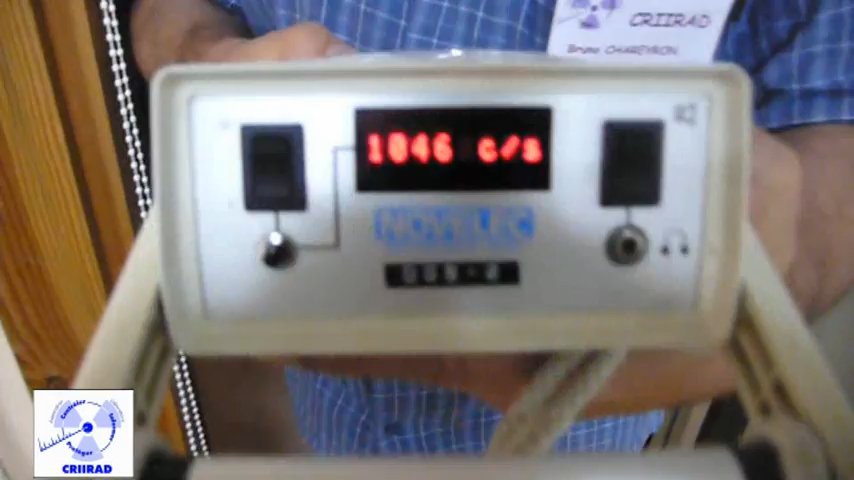 CRIIRAD
Bruno CHAREYRON
1046 c/s
NOVELEC
CRIIRAD